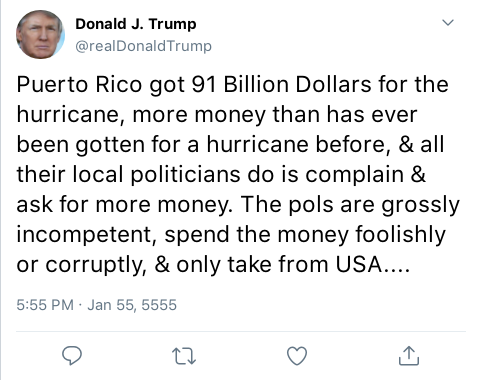 Donald J. Trump
@realDonaldTrump
Puerto Rico got 91 Billion Dollars for the
hurricane, more money than has ever
been gotten for a hurricane before, & all
their local politicians do is complain &
ask for more money. The pols are grossly
incompetent, spend the money foolishly
or corruptly, & only take from USA....
5:55 PM · Jan 55, 5555